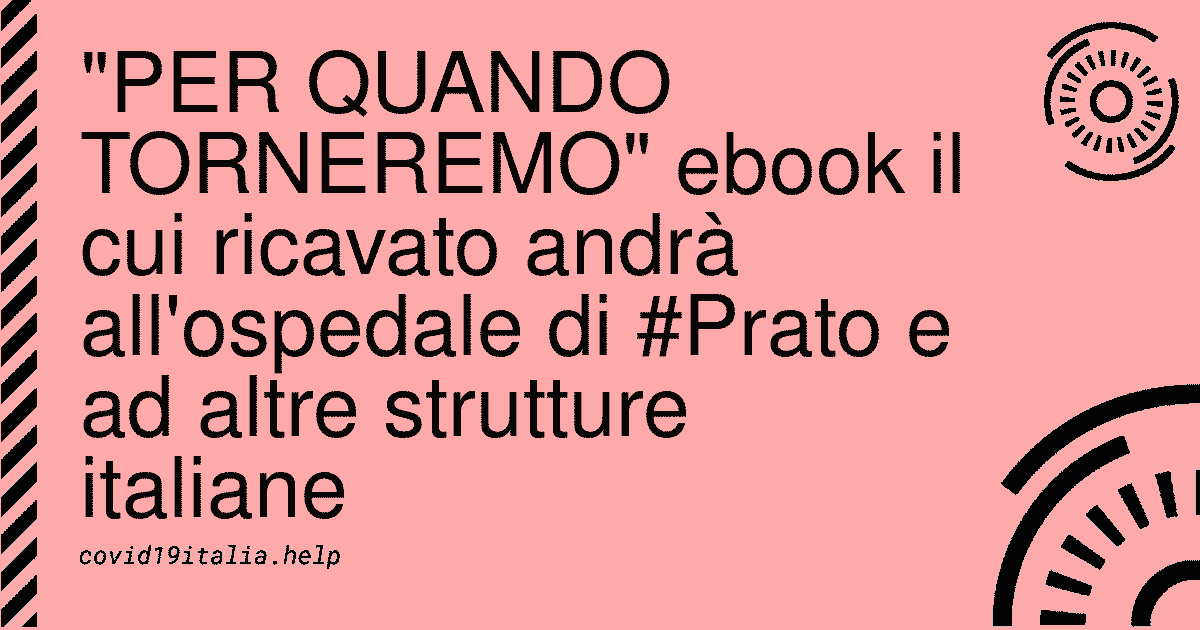 "PER QUANDO
TORNEREMO" ebook il
cui ricavato andrà
all'ospedale di #Prato e
ad altre strutture
italiane
covid19italia.help